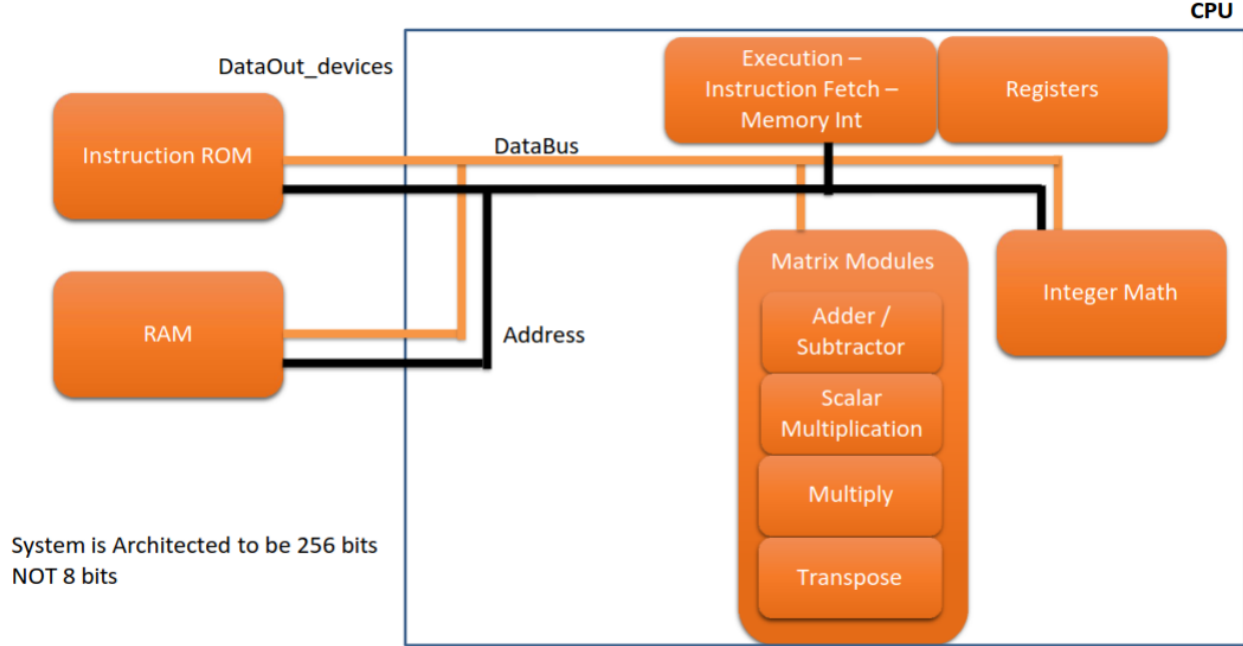 CPU
DataOut_devices
Execution –
Instruction Fetch –
Memory Int
Registers
Instruction ROM
DataBus
RAM
Address
Matrix Modules
Adder /
Subtractor
Scalar
Multiplication
Multiply
Transpose
Integer Math
System is Architected to be 256 bits
NOT 8 bits